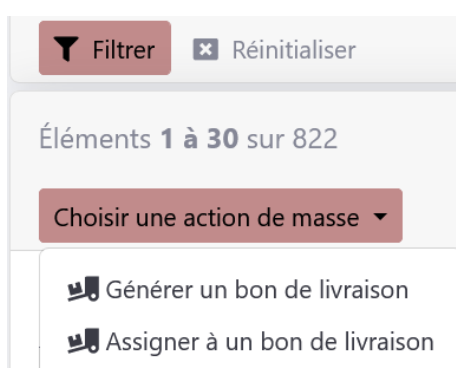 Filtrer Réinitialiser
Éléments 1 à 30 sur 822
Choisir une action de masse
Générer un bon de livraison
Assigner à un bon de livraison